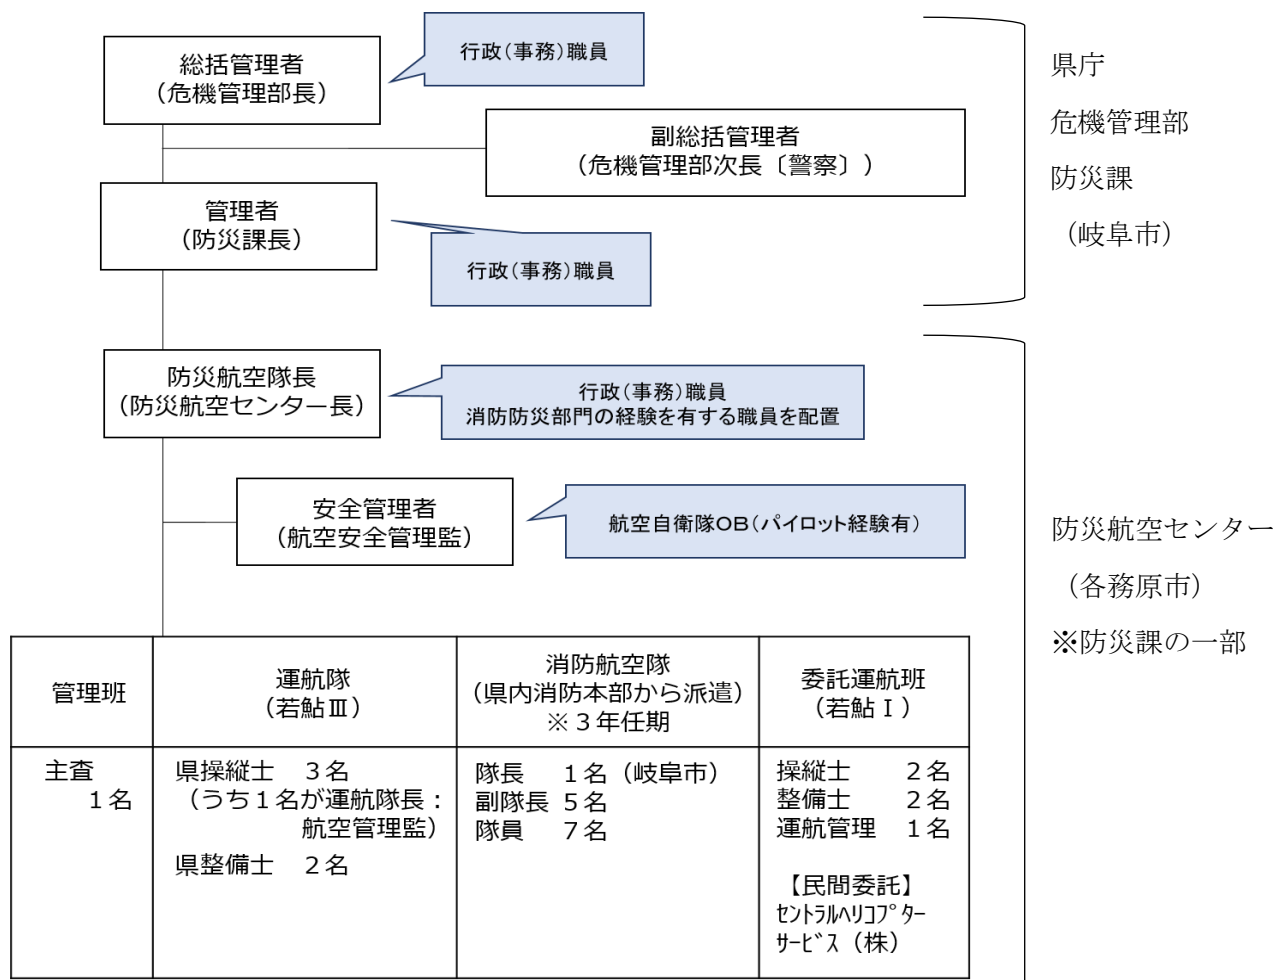 総括管理者
（危機管理部長）
行政（事務）職員
副総括管理者
（危機管理部次長〔警察〕）
管理者
（防災課長）
行政（事務）職員
県庁
危機管理部
防災課
（岐阜市）
防災航空隊長
（防災航空センター長）
行政（事務）職員
消防防災部門の経験を有する職員を配置
安全管理者
（航空安全管理監）
航空自衛隊ＯＢ（パイロット経験有）
防災航空センター
（各務原市）
※防災課の一部
管理班
運航隊
（若鮎Ⅲ）
消防航空隊
（県内消防本部から派遣）
※３年任期
委託運航班
（若鮎Ⅰ）
主査
１名
県操縦士　３名
（うち１名が運航隊長：
航空管理監）
県整備士　２名
隊長　１名（岐阜市）
副隊長 ５名
隊員　７名
操縦士　２名
整備士　２名
運航管理　１名
【民間委託】
ｾﾝﾄﾗﾙﾍﾘｺﾌﾟﾀｰ
ｻｰﾋﾞｽ（株）